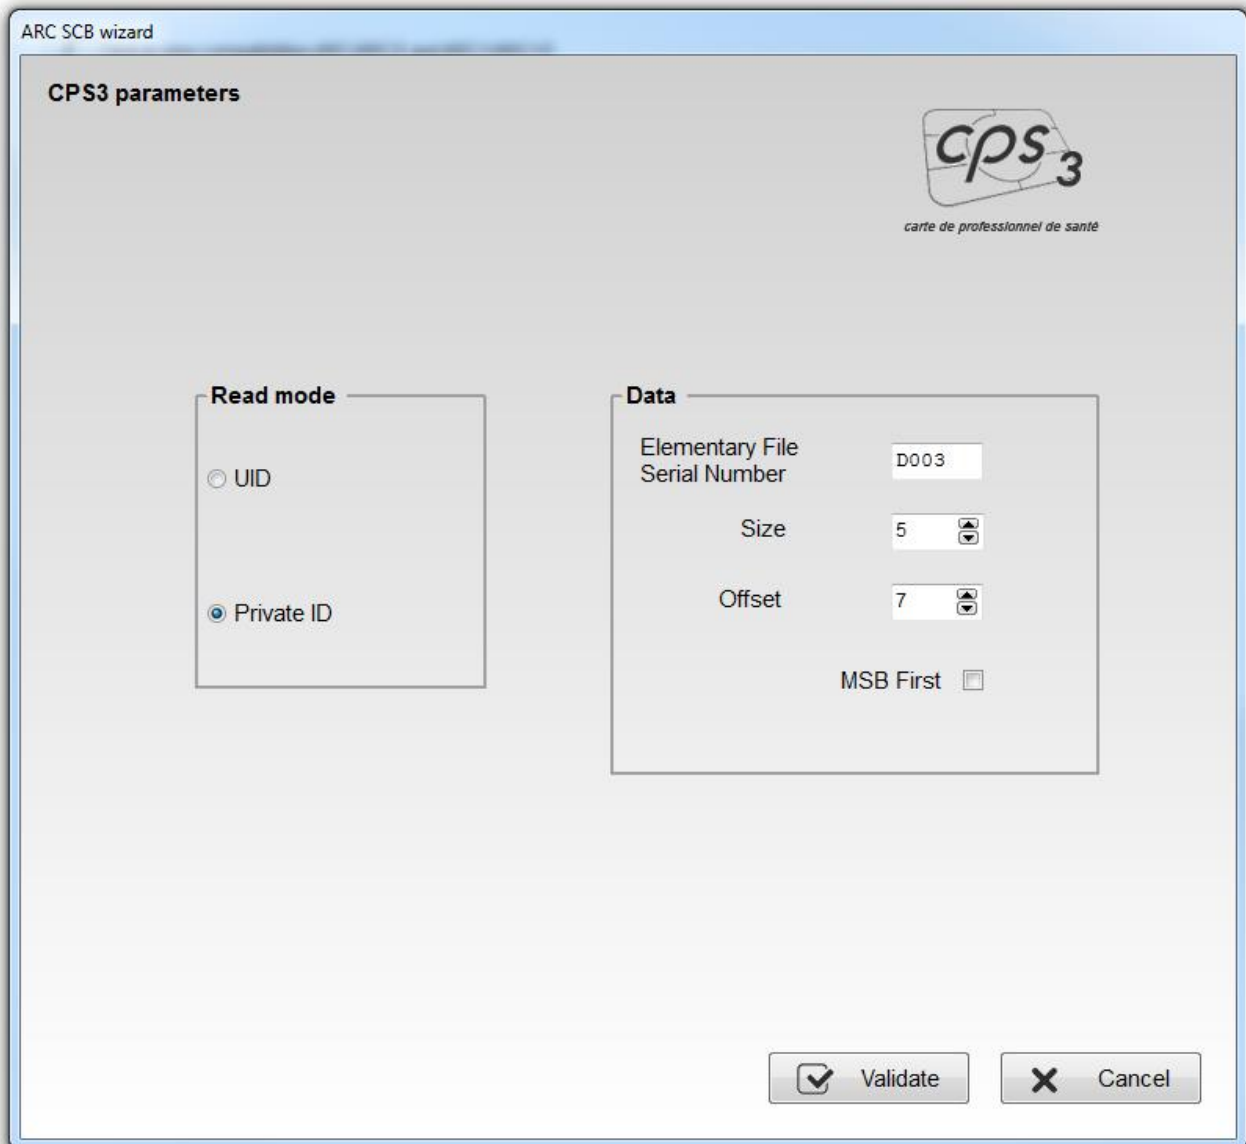 ARC SCB wizard
CPS3 parameters
cps3
carte de professionnel de santé
Read mode
UID
Private ID
Data
Elementary File
Serial Number
D003
Size
5
Offset
7
MSB First
Validate
Cancel